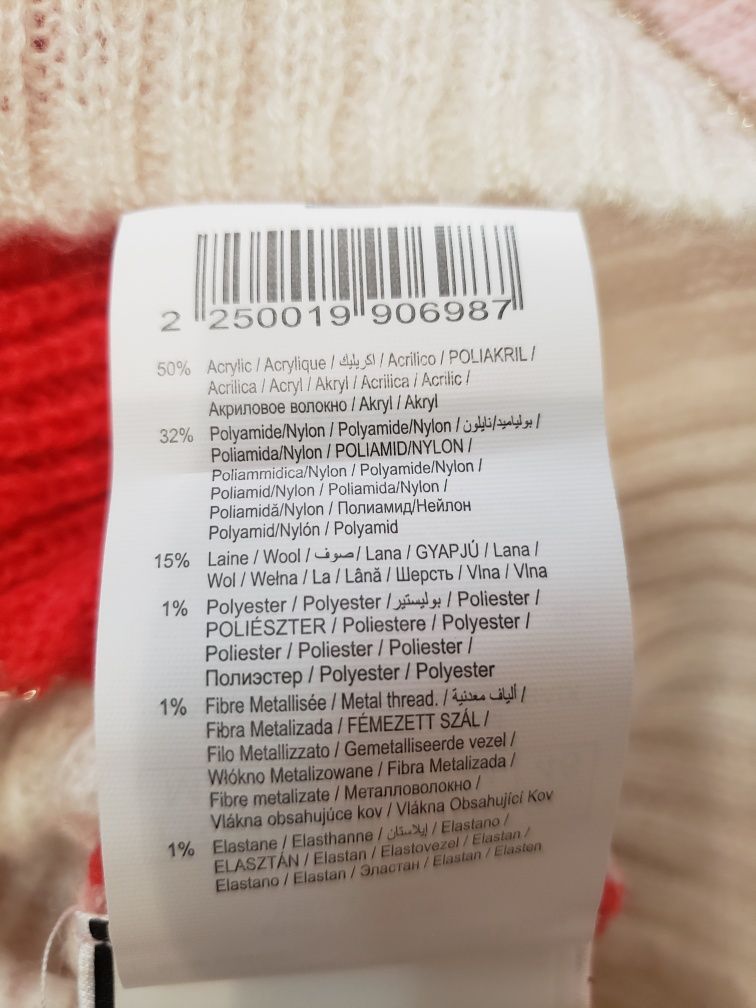 2 250019 906987
50% Acrylic / Acrylique / اكريليك / Acrilico / POLIAKRIL /
Acrilica / Acryl / Akryl / Acriiica / Acrilic /
Акриловое волокно / Akryl / Akryl
32% Polyamide/Nylon / Polyamide/Nylon / بولياميد/نايلون /
Poliamida/Nylon / POLIAMID/NYLON /
Poliammidica/Nylon / Polyamide/Nylon /
Poliamid/Nylon / Poliamida/Nylon /
Poliamidă/Nylon / Полиамид/Нейлон
Polyamid/Nylón / Polyamid
15% Laine / Wool / صوف / Lana / GYAPJÚ / Lana /
Wol / Wełna / La / Lână / Шерсть / Vlna / Vlna
1% Polyester / Polyester / بوليستير / Poliester /
POLIÉSZTER / Poliestere / Polyester /
Poliester / Poliester / Poliester /
Полиэстер / Polyester / Polyester
1% Fibre Metallisée / Metal thread. / ألياف معدنية /
Fibra Metalizada / FÉMEZETT SZÁL /
Filo Metallizzato / Gemetalliseerde vezel /
Włókno Metalizowane / Fibra Metalizada /
Fibre metalizate / Металловолокно /
Vlákna obsahujúce kov / Vlákna Obsahující Kov
1% Elastane / Elasthanne / إيلاستان / Elastano /
ELASZTÁN / Elastan / Elastovezel / Elastan /
Elastano / Elastan / Эластан / Elastan / Elasten